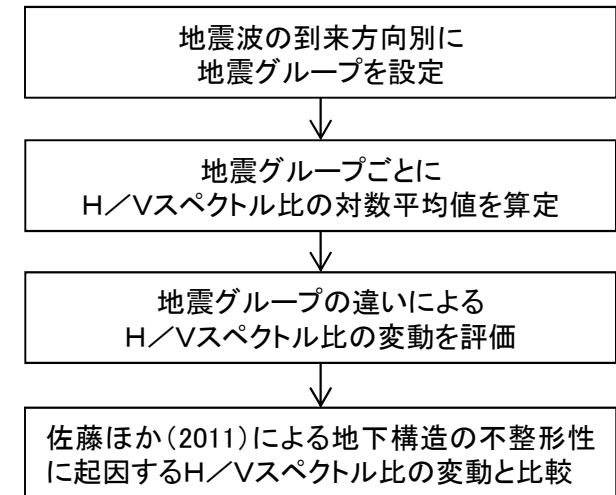 地震波の到来方向別に
地震グループを設定
地震グループごとに
H／Vスペクトル比の対数平均値を算定
地震グループの違いによる
H／Vスペクトル比の変動を評価
佐藤ほか（2011）による地下構造の不整形性
に起因するH／Vスペクトル比の変動と比較